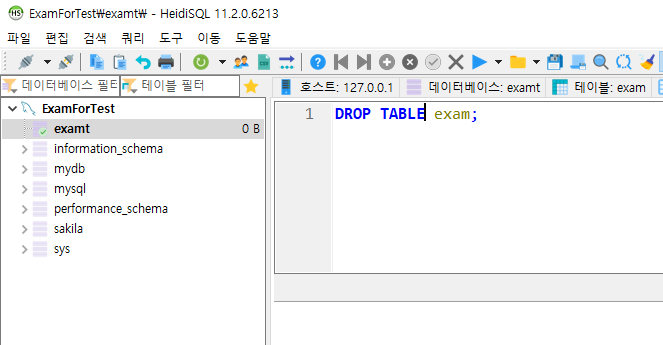 ExamForTest\examt\ - HeidiSQL 11.2.0.6213
파일 편집 검색 쿼리 도구 이동 도움말
데이터베이스 필터 테이블 필터 호스트: 127.0.0.1 데이터베이스: examt 테이블: exam
ExamForTest
examt 0 B
information_schema
mydb
mysql
performance_schema
sakila
sys
1 DROP TABLE exam;